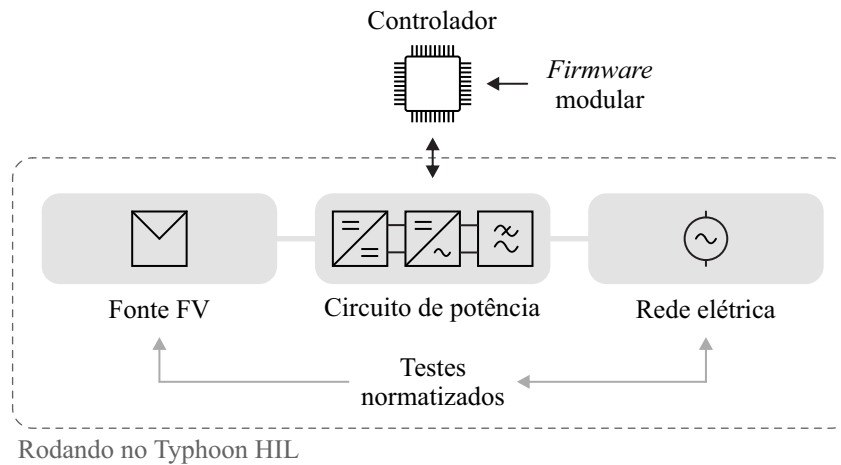 Controlador
Firmware
modular
Fonte FV
Circuito de potência
Rede elétrica
Testes
normatizados
Rodando no Typhoon HIL